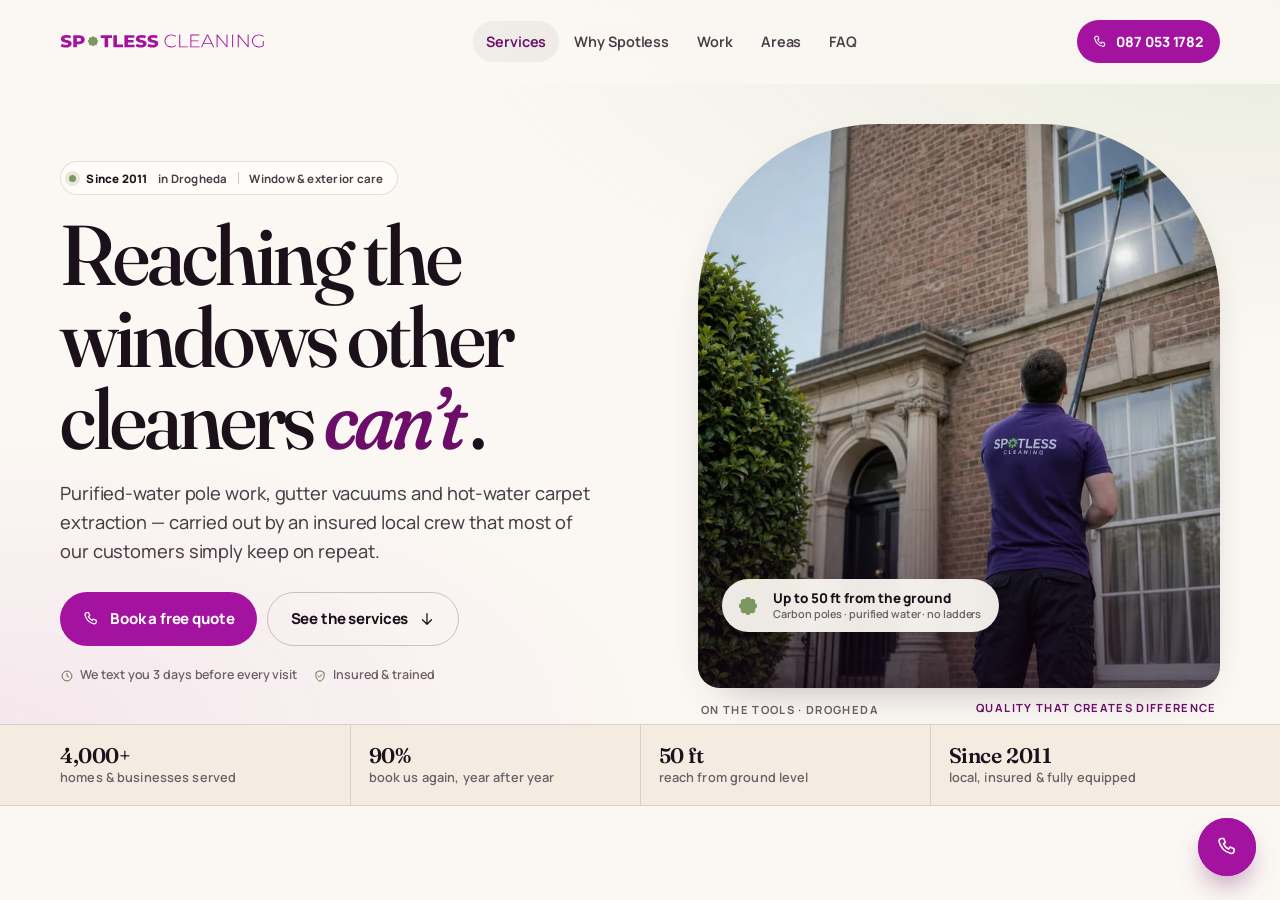 SPOTLESS CLEANING
Services
Why Spotless
Work
Areas
FAQ
087 053 1782
Since 2011 in Drogheda | Window & exterior care
Reaching the
windows other
cleaners can't.
Purified-water pole work, gutter vacuums and hot-water carpet
extraction — carried out by an insured local crew that most of
our customers simply keep on repeat.
Book a free quote
See the services ↓
We text you 3 days before every visit
Insured & trained
SPOTLESS
CLEANING
Up to 50 ft from the ground
Carbon poles · purified water · no ladders
ON THE TOOLS · DROGHEDA
QUALITY THAT CREATES DIFFERENCE
4,000+
homes & businesses served
90%
book us again, year after year
50 ft
reach from ground level
Since 2011
local, insured & fully equipped